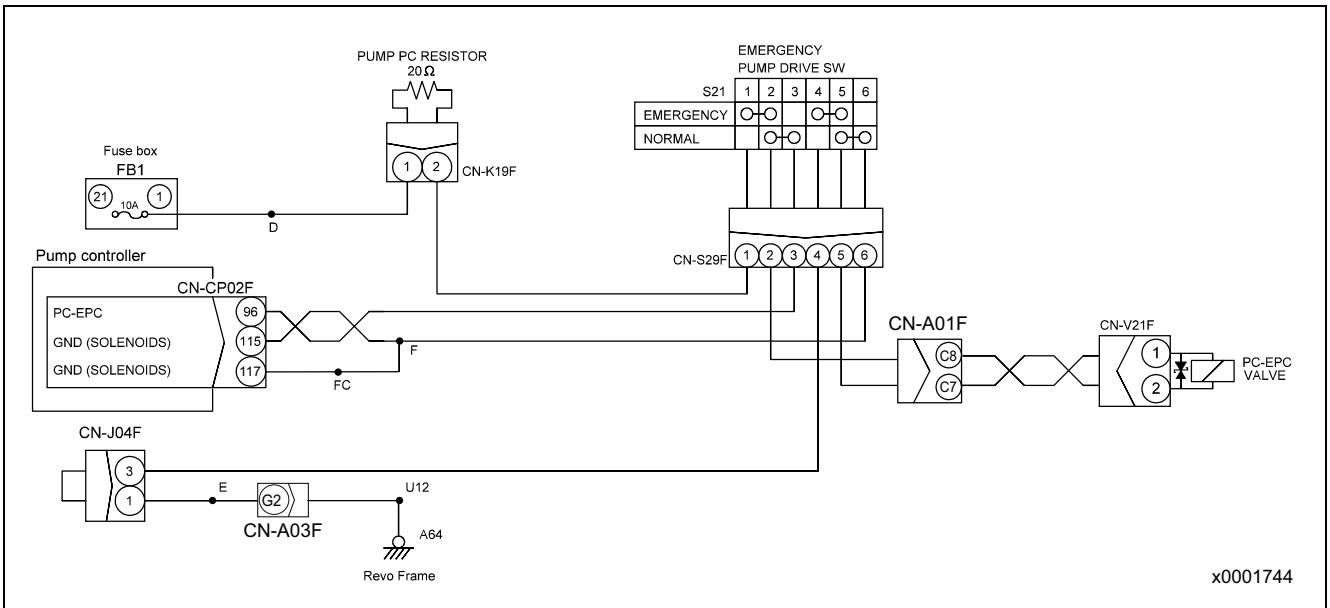 PUMP PC RESISTOR
20Ω
1 2
CN-K19F
Fuse box
FB1
21 1
10A
D
EMERGENCY
PUMP DRIVE SW
S21 1 2 3 4 5 6
EMERGENCY
NORMAL
CN-S29F 1 2 3 4 5 6
Pump controller
CN-CP02F
PC-EPC 96
GND (SOLENOIDS) 115
GND (SOLENOIDS) 117
F
FC
CN-A01F
C8
C7
CN-V21F
1
2
PC-EPC
VALVE
CN-J04F
3
1
E
G2
CN-A03F
U12
A64
Revo Frame
x0001744